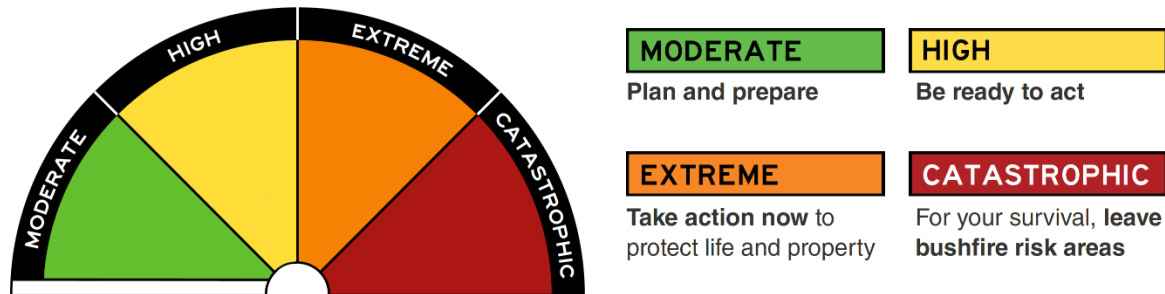 MODERATE
HIGH
EXTREME
CATASTROPHIC
MODERATE
Plan and prepare
HIGH
Be ready to act
EXTREME
Take action now to
protect life and property
CATASTROPHIC
For your survival, leave
bushfire risk areas